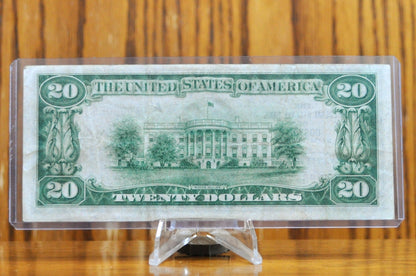 20 THE UNITED STATES OF AMERICA 20
20 TWENTY DOLLARS 20